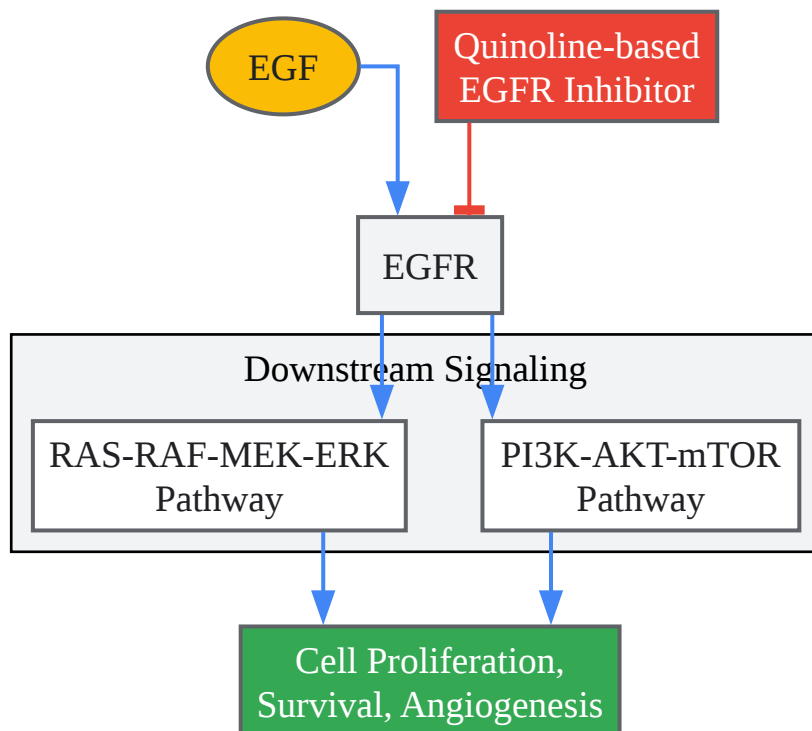 EGF
Quinoline-based
EGFR Inhibitor
EGFR
Downstream Signaling
RAS-RAF-MEK-ERK
Pathway
PI3K-AKT-mTOR
Pathway
Cell Proliferation,
Survival, Angiogenesis